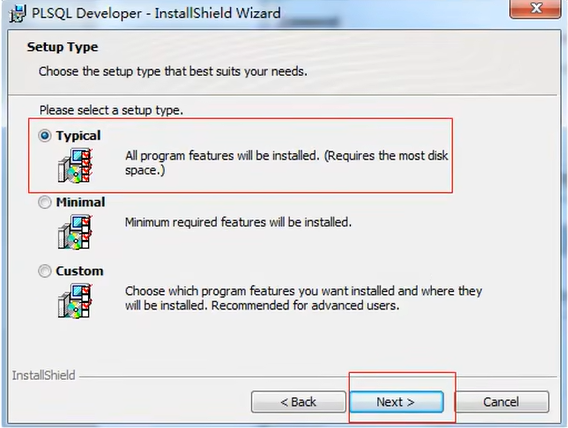 PLSQL Developer - InstallShield Wizard
Setup Type
Choose the setup type that best suits your needs.
Please select a setup type.
Typical
All program features will be installed. (Requires the most disk
space.)
Minimal
Minimum required features will be installed.
Custom
Choose which program features you want installed and where they
will be installed. Recommended for advanced users.
InstallShield
< Back
Next >
Cancel